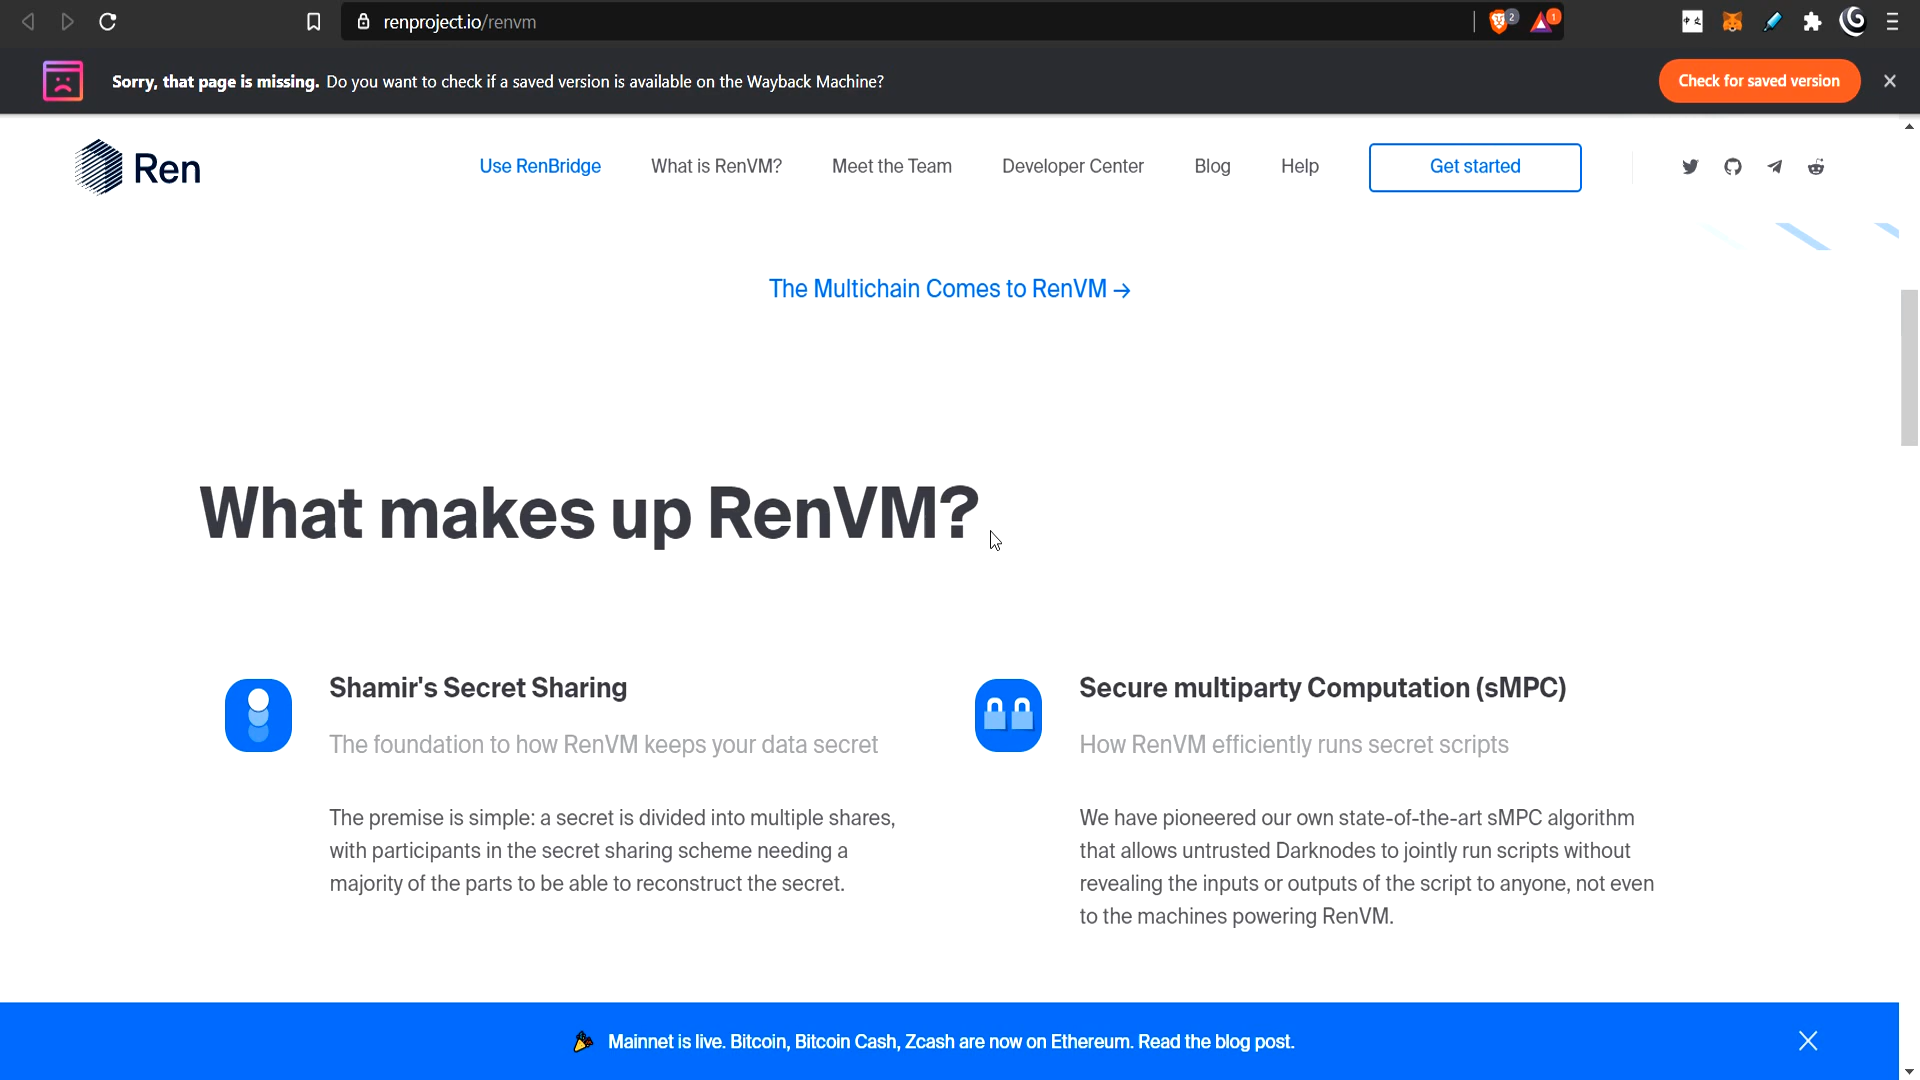 renproject.io/renvm
2
1
Sorry, that page is missing. Do you want to check if a saved version is available on the Wayback Machine?
Check for saved version
Ren
Use RenBridge
What is RenVM?
Meet the Team
Developer Center
Blog
Help
Get started
The Multichain Comes to RenVM →
What makes up RenVM?
Shamir's Secret Sharing
The foundation to how RenVM keeps your data secret
The premise is simple: a secret is divided into multiple shares,
with participants in the secret sharing scheme needing a
majority of the parts to be able to reconstruct the secret.
Secure multiparty Computation (sMPC)
How RenVM efficiently runs secret scripts
We have pioneered our own state-of-the-art sMPC algorithm
that allows untrusted Darknodes to jointly run scripts without
revealing the inputs or outputs of the script to anyone, not even
to the machines powering RenVM.
Mainnet is live. Bitcoin, Bitcoin Cash, Zcash are now on Ethereum. Read the blog post.